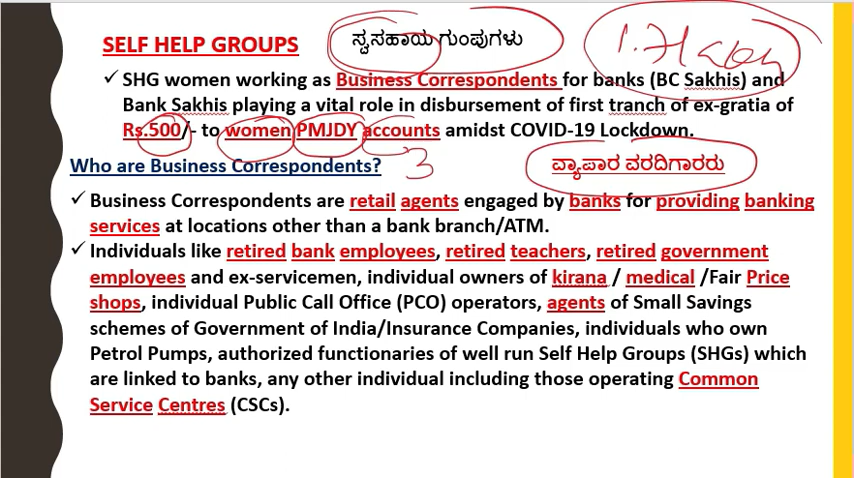 SELF HELP GROUPS ಸ್ವಸಹಾಯ ಗುಂಪುಗಳು
✓ SHG women working as Business Correspondents for banks (BC Sakhis) and
Bank Sakhis playing a vital role in disbursement of first tranch of ex-gratia of
Rs.500/- to women PMJDY accounts amidst COVID-19 Lockdown.
3
Who are Business Correspondents? ವ್ಯಾಪಾರ ವರದಿಗಾರರು
✓ Business Correspondents are retail agents engaged by banks for providing banking
services at locations other than a bank branch/ATM.
✓ Individuals like retired bank employees, retired teachers, retired government
employees and ex-servicemen, individual owners of kirana / medical /Fair Price
shops, individual Public Call Office (PCO) operators, agents of Small Savings
schemes of Government of India/Insurance Companies, individuals who own
Petrol Pumps, authorized functionaries of well run Self Help Groups (SHGs) which
are linked to banks, any other individual including those operating Common
Service Centres (CSCs).